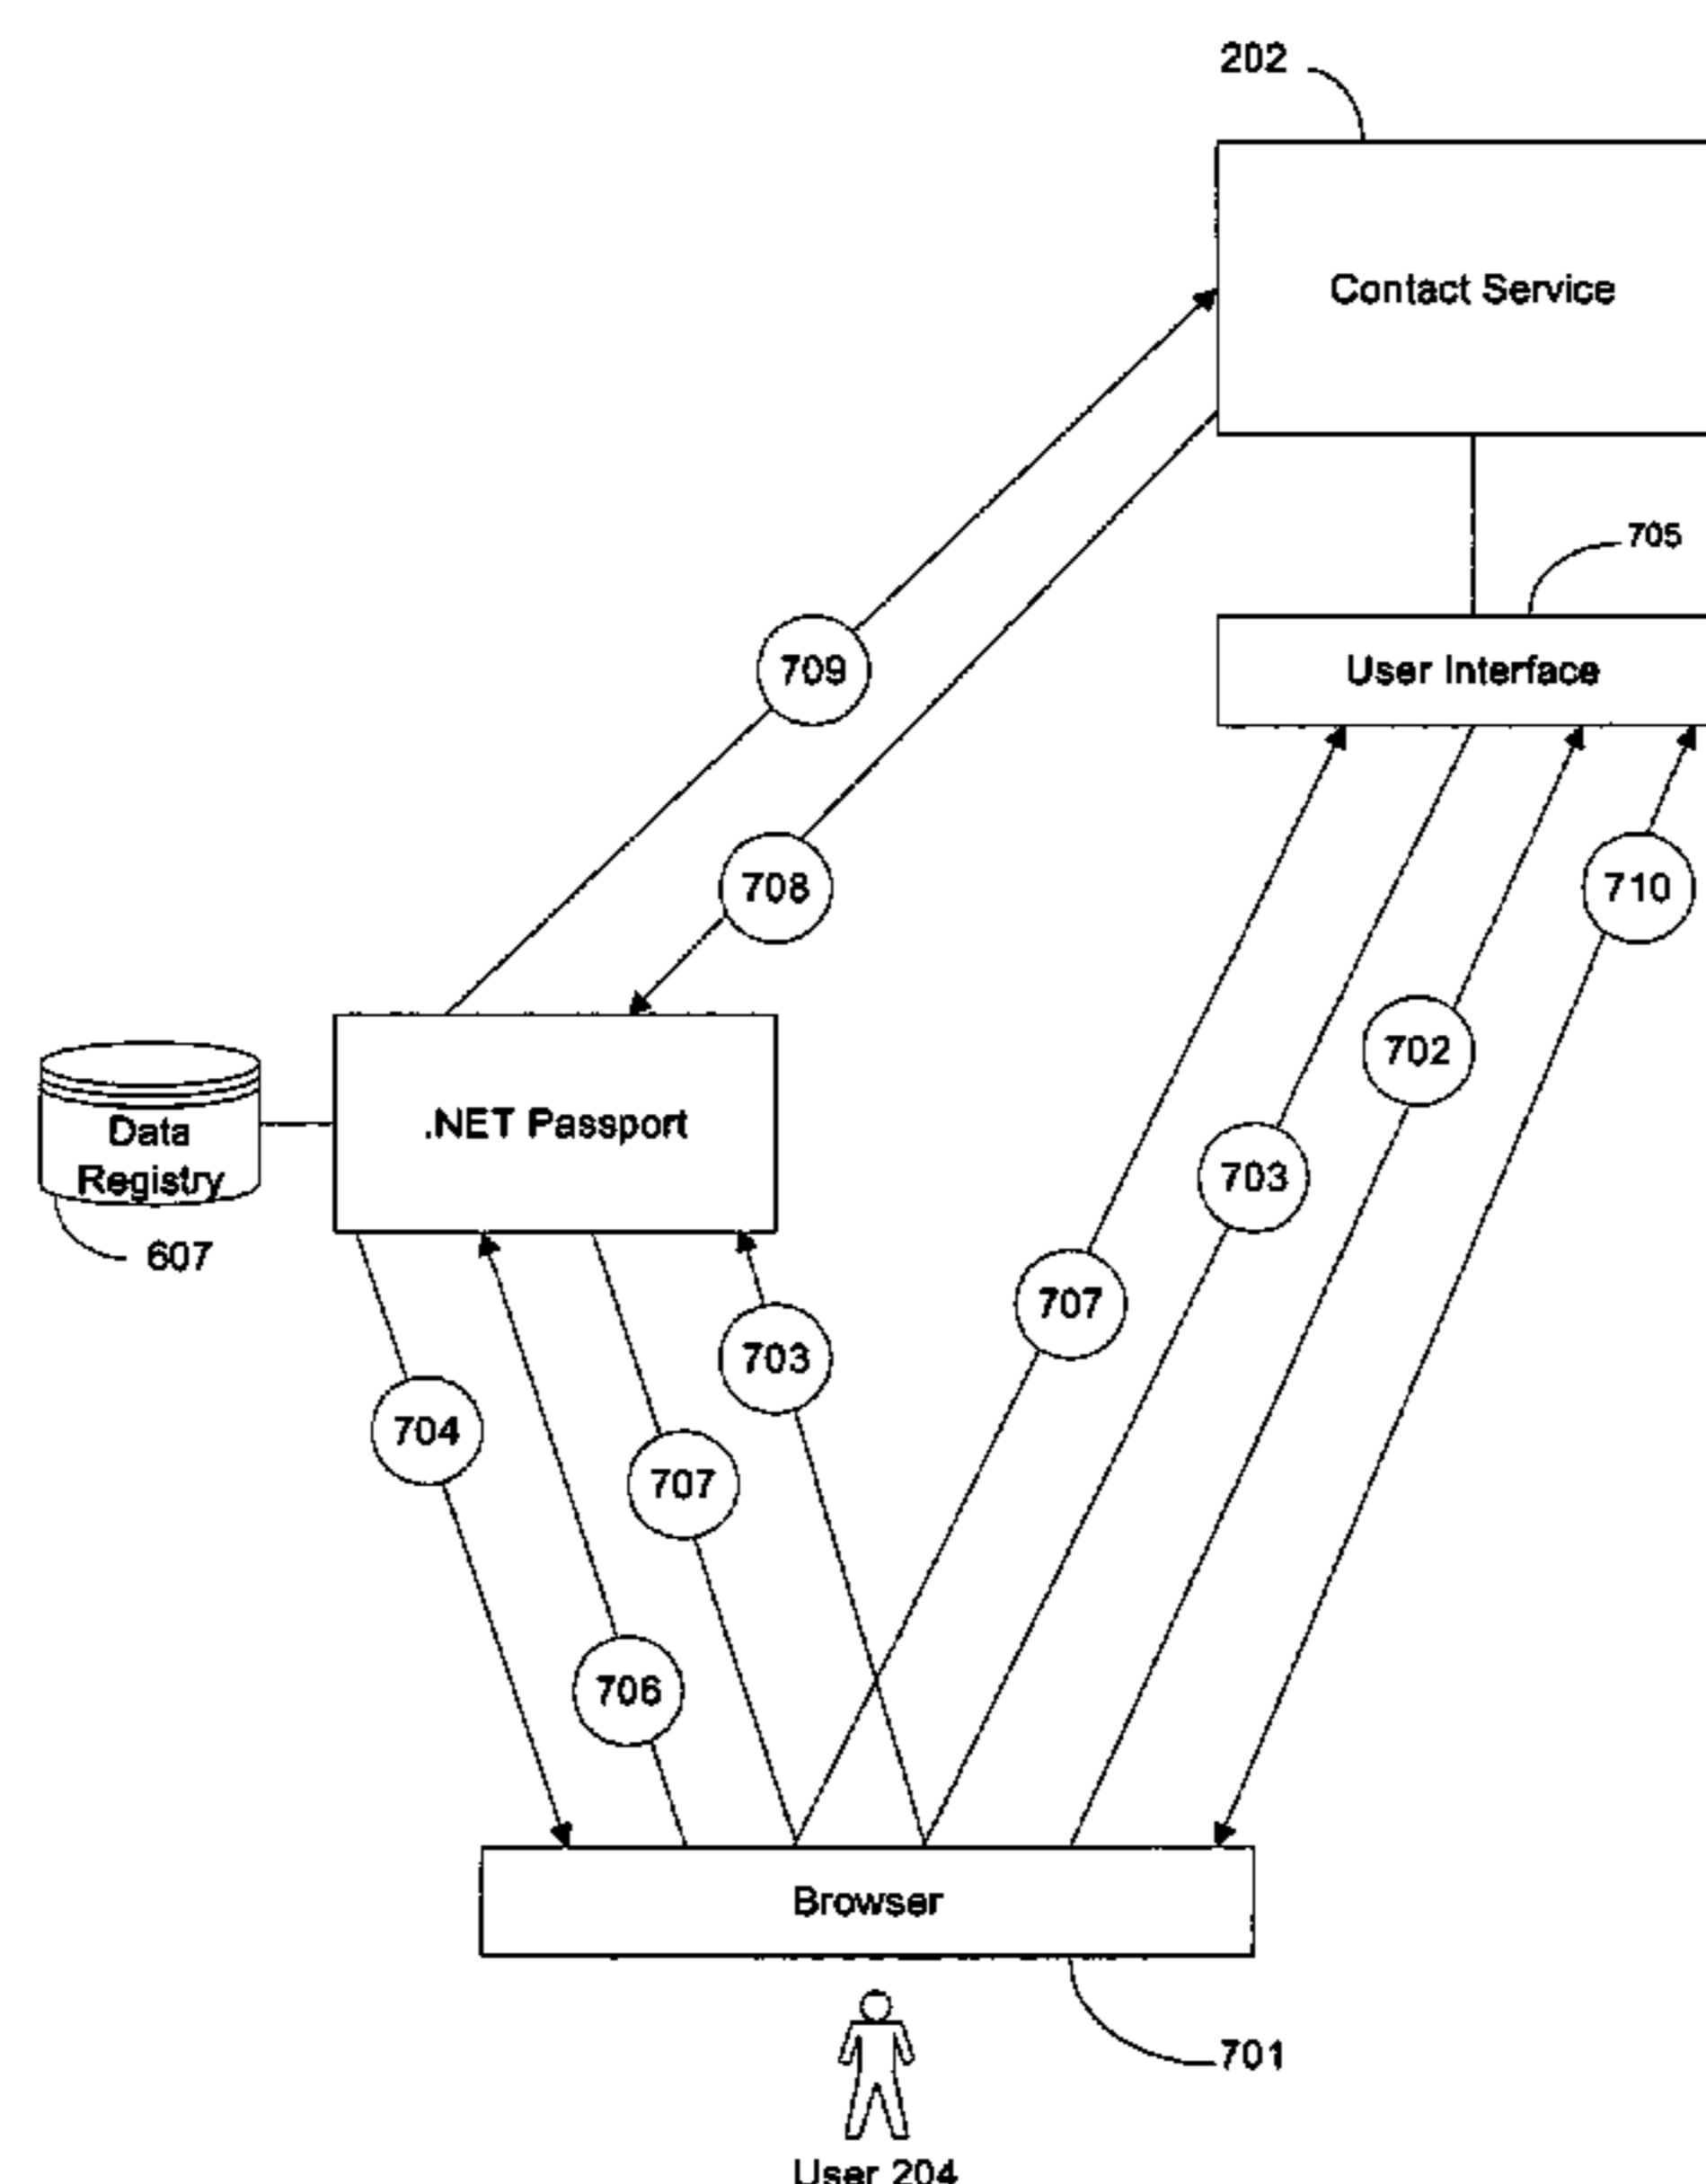 202
Contact Service
705
User Interface
709
708
710
702
.NET Passport
Data
Registry
607
703
707
703
704
707
706
Browser
701
User 204